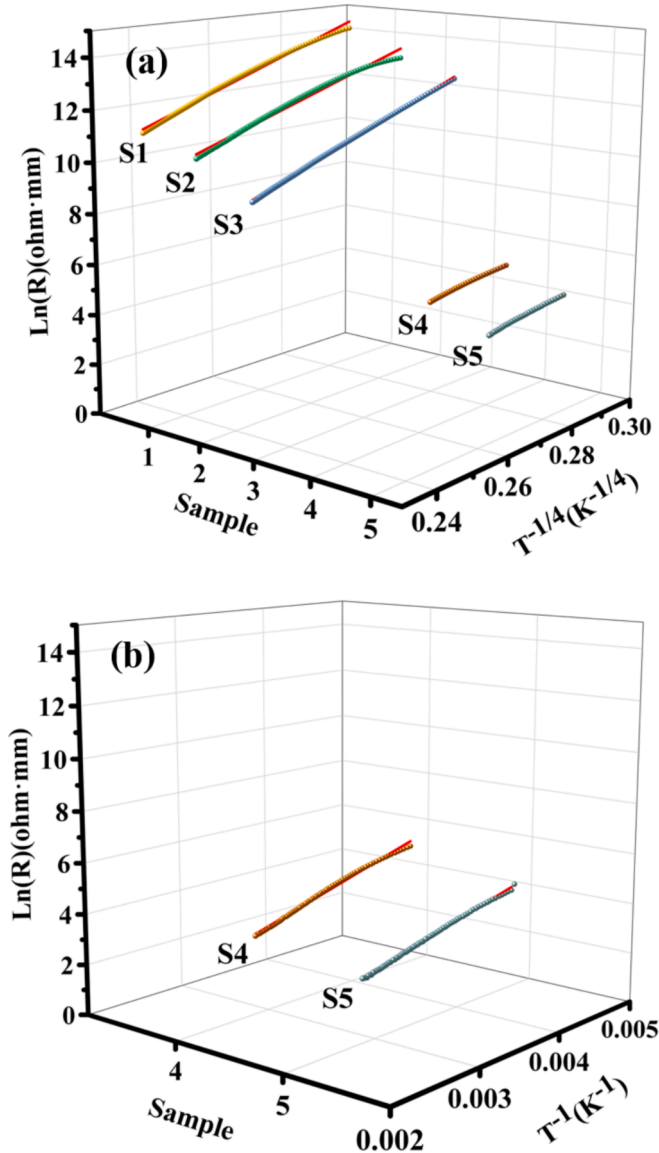 (a)
14
12
10
8
6
4
2
0
Ln(R)(ohm·mm)
S1
S2
S3
S4
S5
1
2
3
4
5
Sample
0.24
0.26
0.28
0.30
T-1/4(K-1/4)
(b)
14
12
10
8
6
4
2
0
Ln(R)(ohm·mm)
S4
S5
4
5
Sample
0.002
0.003
0.004
0.005
T-1(K-1)